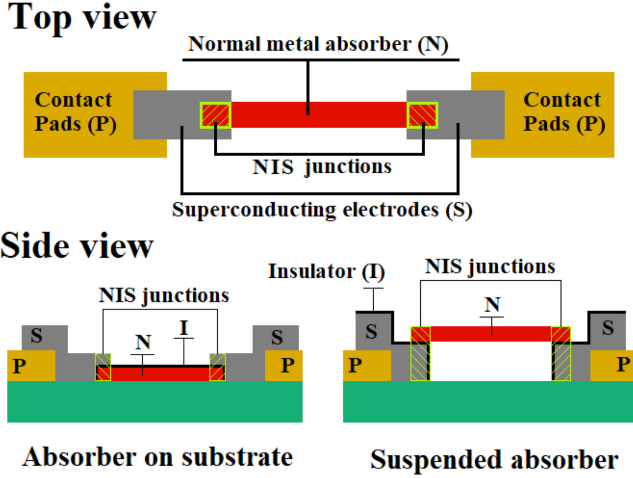 Top view
Normal metal absorber (N)
Contact
Pads (P)
Contact
Pads (P)
NIS junctions
Superconducting electrodes (S)
Side view
Insulator (I)
NIS junctions
NIS junctions
N
S
N
I
S
S
S
P
P
P
P
Absorber on substrate
Suspended absorber